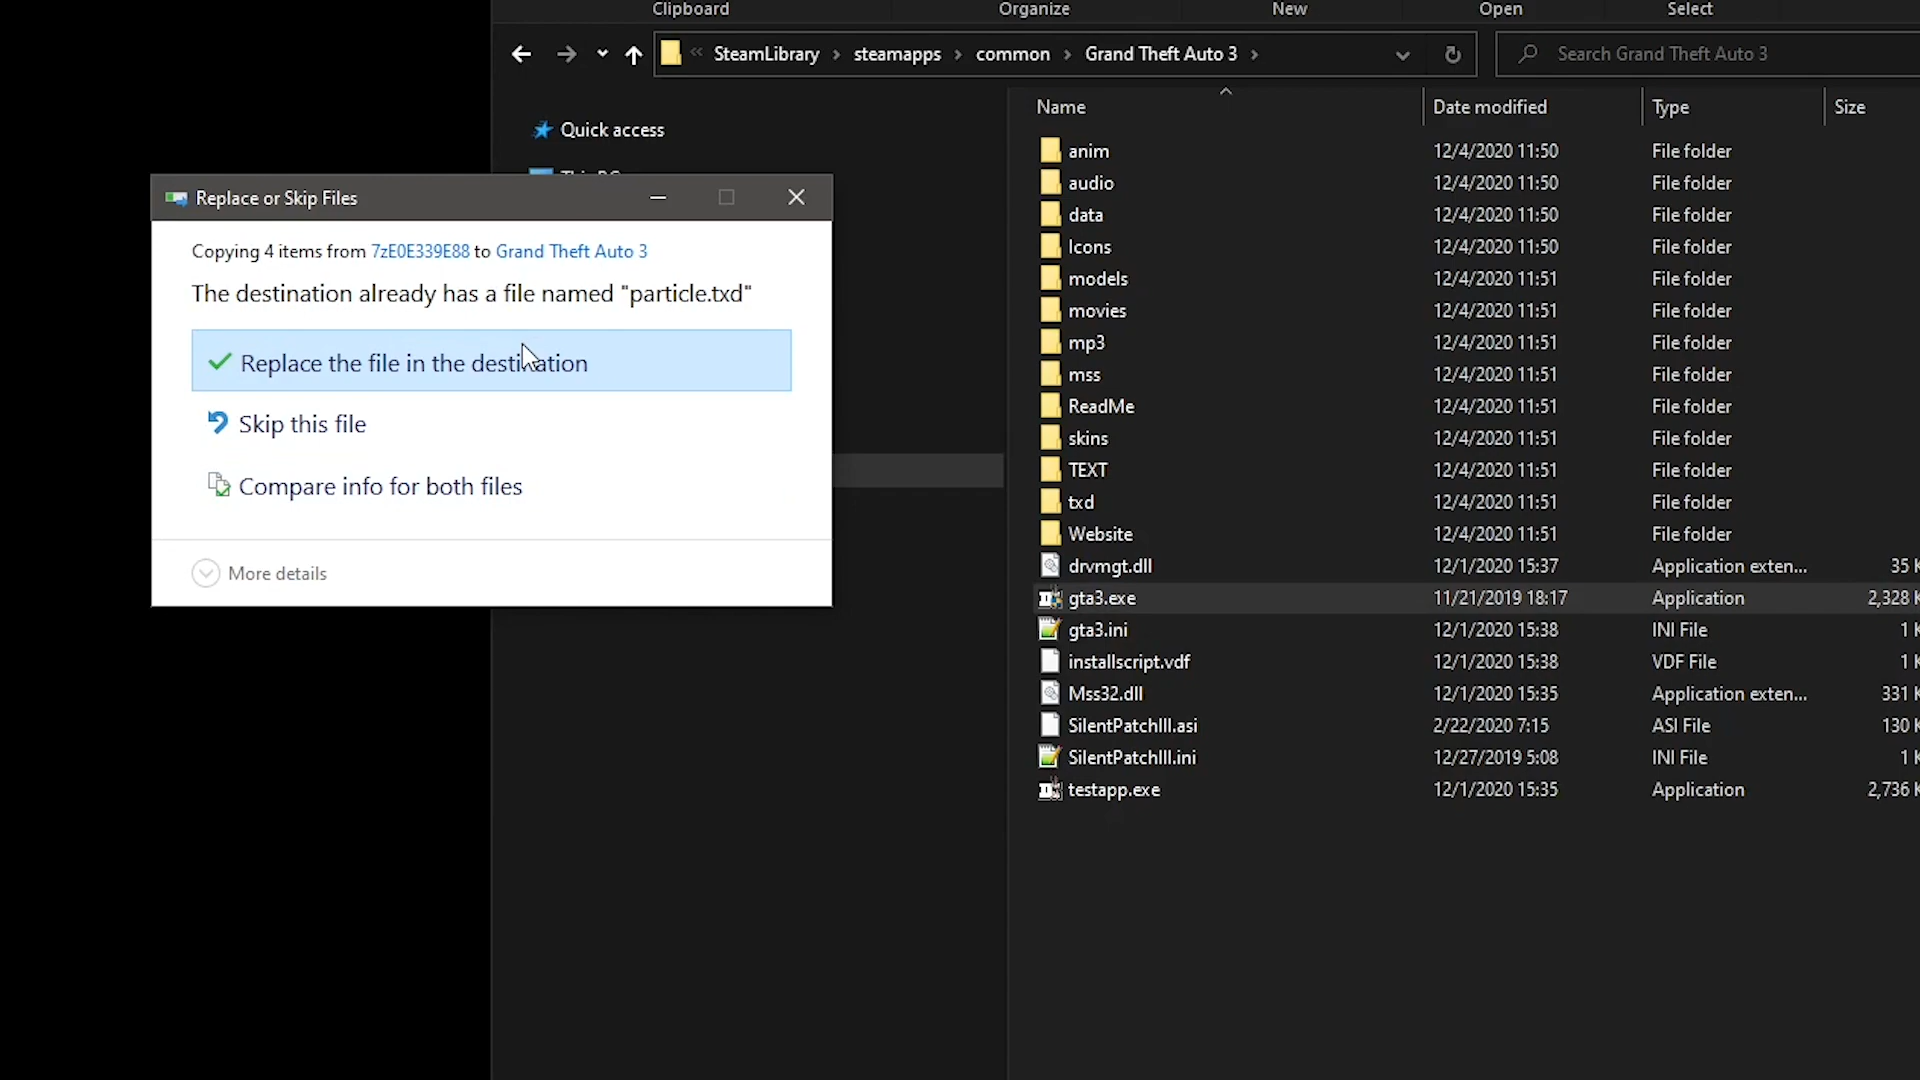 Clipboard Organize New Open Select
« SteamLibrary › steamapps › common › Grand Theft Auto 3 › Search Grand Theft Auto 3
Quick access
Replace or Skip Files
Copying 4 items from 7zE0E339E88 to Grand Theft Auto 3
The destination already has a file named "particle.txd"
Replace the file in the destination
Skip this file
Compare info for both files
More details
Name Date modified Type Size
anim 12/4/2020 11:50 File folder
audio 12/4/2020 11:50 File folder
data 12/4/2020 11:50 File folder
Icons 12/4/2020 11:50 File folder
models 12/4/2020 11:51 File folder
movies 12/4/2020 11:51 File folder
mp3 12/4/2020 11:51 File folder
mss 12/4/2020 11:51 File folder
ReadMe 12/4/2020 11:51 File folder
skins 12/4/2020 11:51 File folder
TEXT 12/4/2020 11:51 File folder
txd 12/4/2020 11:51 File folder
Website 12/4/2020 11:51 File folder
drvmgt.dll 12/1/2020 15:37 Application exten... 35 K
gta3.exe 11/21/2019 18:17 Application 2,328 K
gta3.ini 12/1/2020 15:38 INI File 1 K
installscript.vdf 12/1/2020 15:38 VDF File 1 K
Mss32.dll 12/1/2020 15:35 Application exten... 331 K
SilentPatchIII.asi 2/22/2020 7:15 ASI File 130 K
SilentPatchIII.ini 12/27/2019 5:08 INI File 1 K
testapp.exe 12/1/2020 15:35 Application 2,736 K